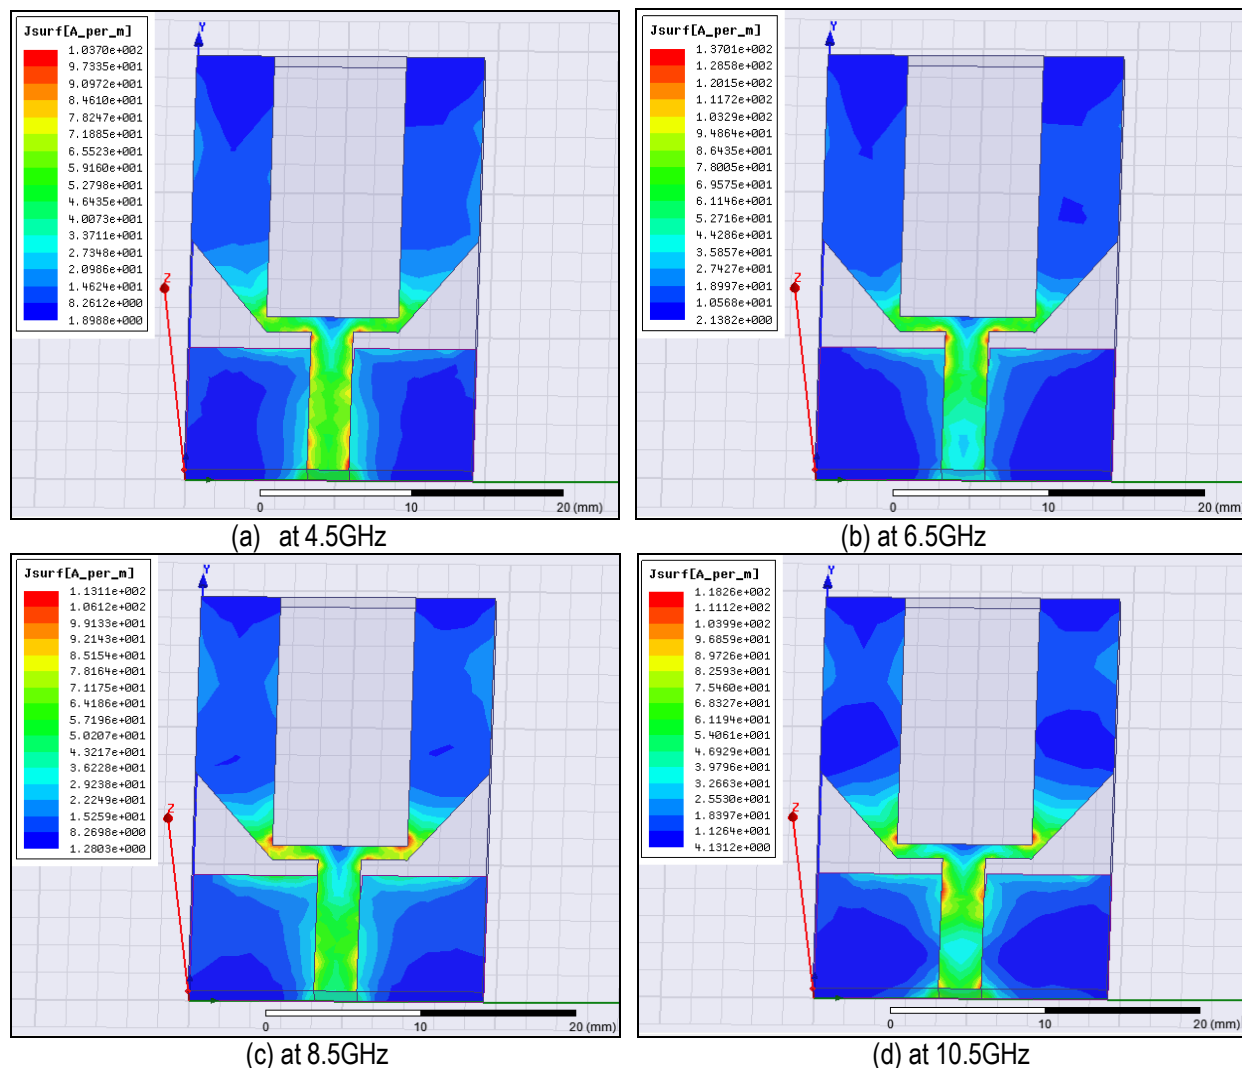 Jsurf[A_per_m]
1.0370e+002
9.7335e+001
9.0972e+001
8.4610e+001
7.8247e+001
7.1885e+001
6.5523e+001
5.9160e+001
5.2798e+001
4.6435e+001
4.0073e+001
3.3711e+001
2.7348e+001
2.0986e+001
1.4624e+001
8.2612e+000
1.8988e+000
Y
Z
0 10 20 (mm)
(a) at 4.5GHz
Jsurf[A_per_m]
1.3701e+002
1.2858e+002
1.2015e+002
1.1172e+002
1.0329e+002
9.4864e+001
8.6435e+001
7.8005e+001
6.9575e+001
6.1146e+001
5.2716e+001
4.4286e+001
3.5857e+001
2.7427e+001
1.8997e+001
1.0568e+001
2.1382e+000
Y
Z
0 10 20 (mm)
(b) at 6.5GHz
Jsurf[A_per_m]
1.1311e+002
1.0612e+002
9.9133e+001
9.2143e+001
8.5154e+001
7.8164e+001
7.1175e+001
6.4186e+001
5.7196e+001
5.0207e+001
4.3217e+001
3.6228e+001
2.9238e+001
2.2249e+001
1.5259e+001
8.2698e+000
1.2803e+000
Y
Z
0 10 20 (mm)
(c) at 8.5GHz
Jsurf[A_per_m]
1.1826e+002
1.1112e+002
1.0399e+002
9.6859e+001
8.9726e+001
8.2593e+001
7.5460e+001
6.8327e+001
6.1194e+001
5.4061e+001
4.6929e+001
3.9796e+001
3.2663e+001
2.5530e+001
1.8397e+001
1.1264e+001
4.1312e+000
Y
Z
0 10 20 (mm)
(d) at 10.5GHz